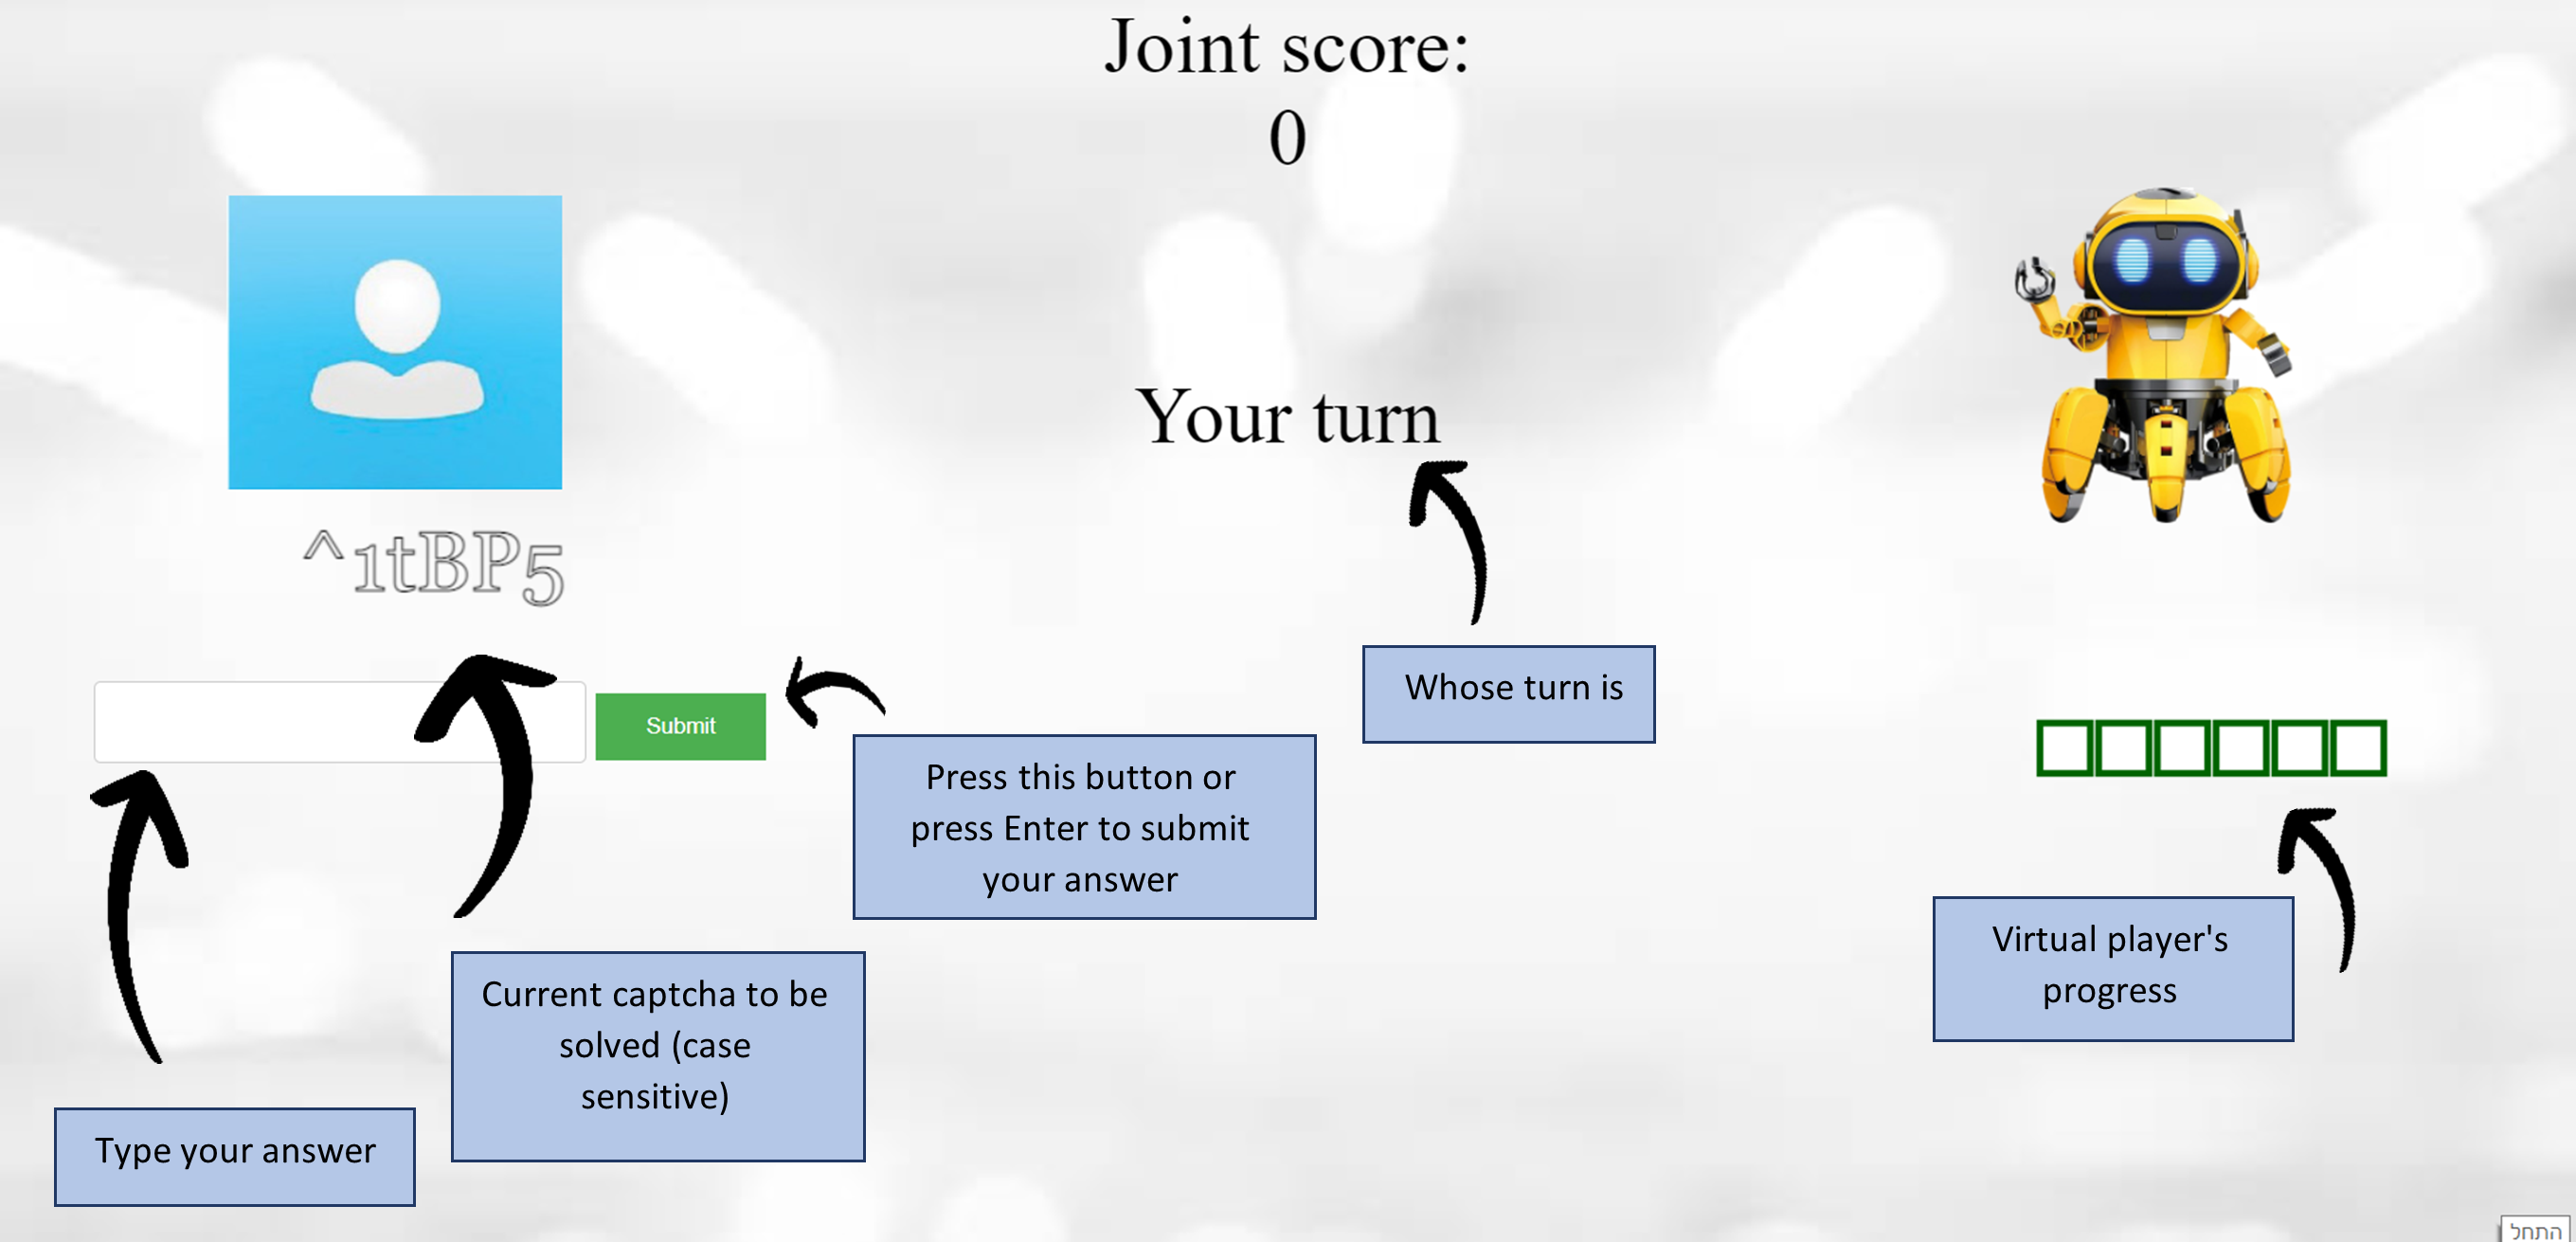 Joint score:
0
Your turn
^1tBP5
Submit
Whose turn is
Press this button or
press Enter to submit
your answer
Virtual player's
progress
Current captcha to be
solved (case
sensitive)
Type your answer
התחל